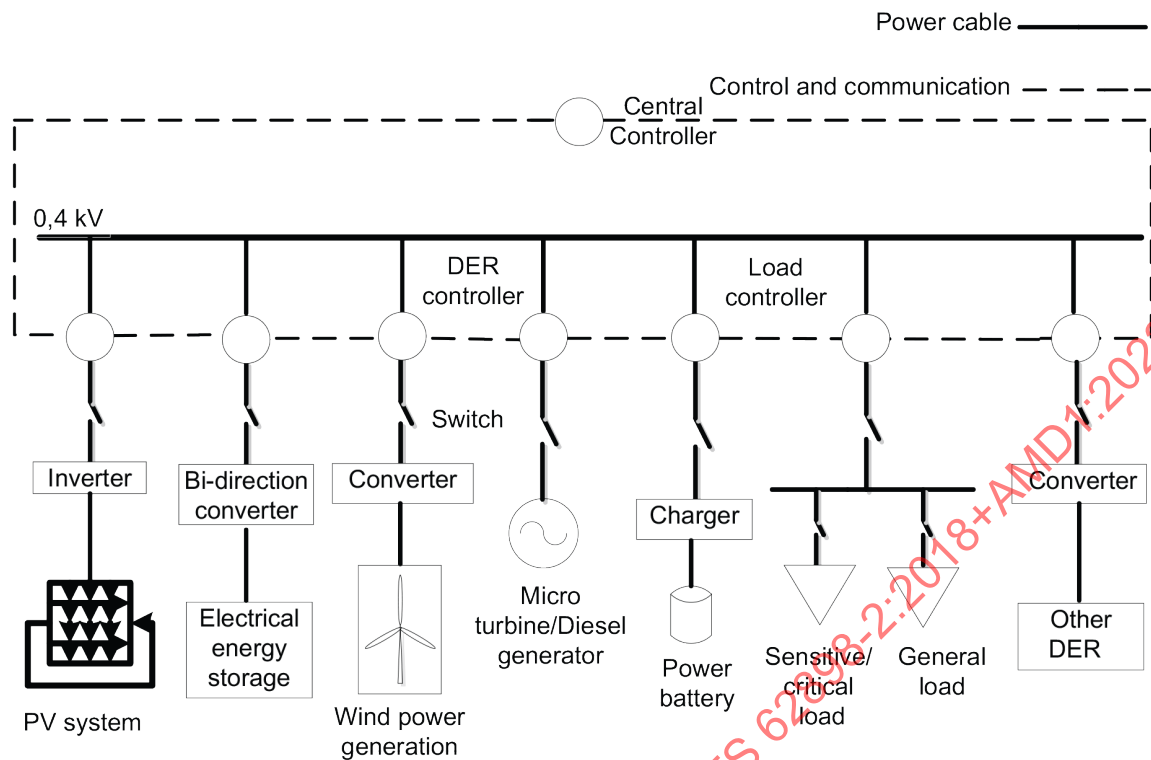 Power cable
Control and communication
Central
Controller
0,4 kV
DER
controller
Load
controller
Switch
Inverter
Bi-direction
converter
Converter
Charger
Converter
Micro
turbine/Diesel
generator
Electrical
energy
storage
Power
battery
Sensitive/
critical
load
General
load
Other
DER
PV system
Wind power
generation
TS 62898-2:2018+AMD1:202